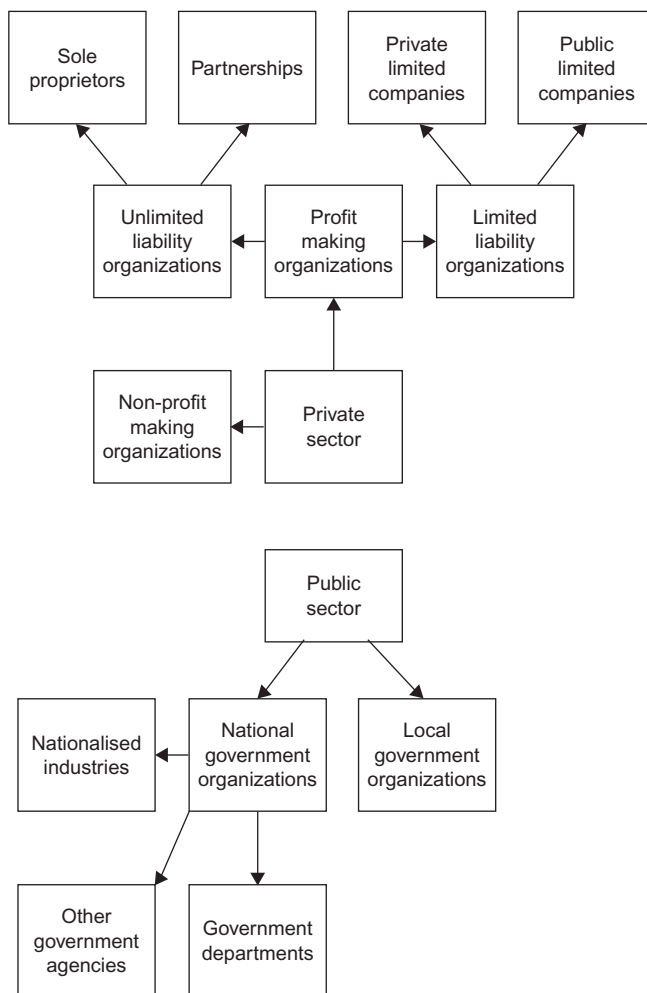 Sole
proprietors
Partnerships
Private
limited
companies
Public
limited
companies
Unlimited
liability
organizations
Profit
making
organizations
Limited
liability
organizations
Non-profit
making
organizations
Private
sector
Public
sector
Nationalised
industries
National
government
organizations
Local
government
organizations
Other
government
agencies
Government
departments